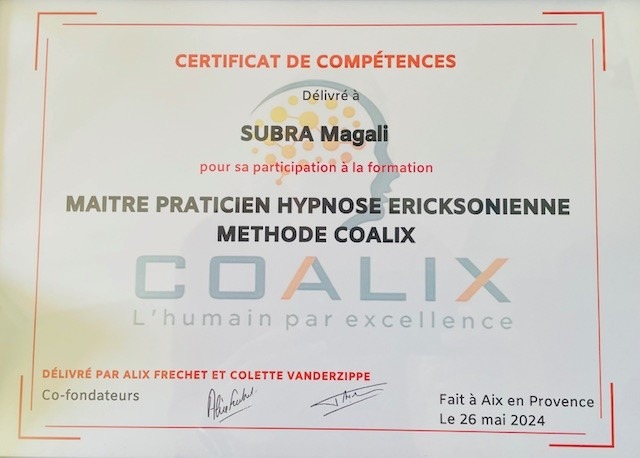 CERTIFICAT DE COMPÉTENCES
Délivré à
SUBRA Magali
pour sa participation à la formation
MAITRE PRATICIEN HYPNOSE ERICKSONIENNE
METHODE COALIX
COALIX
L'humain par excellence
DÉLIVRÉ PAR ALIX FRECHET ET COLETTE VANDERZIPPE
Co-fondateurs
Fait à Aix en Provence
Le 26 mai 2024